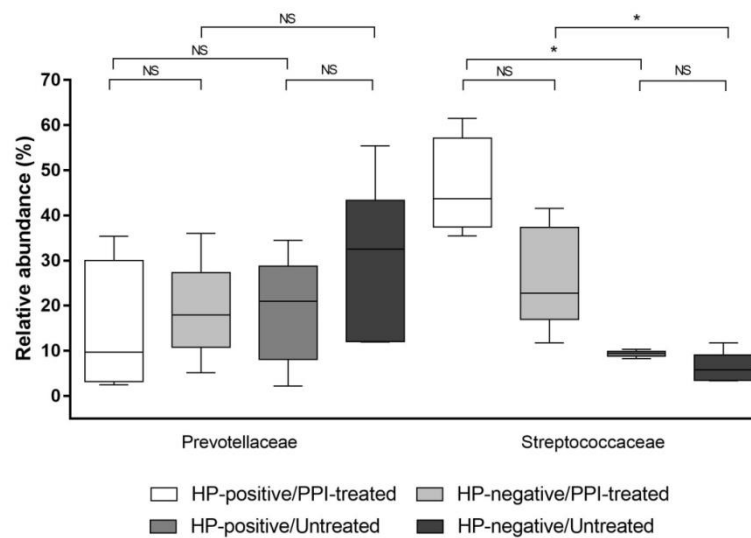 NS *
NS *
NS NS NS NS
70
60
50
40
30
20
10
0
Relative abundance (%)
Prevotellaceae Streptococcaceae
HP-positive/PPI-treated HP-negative/PPI-treated
HP-positive/Untreated HP-negative/Untreated